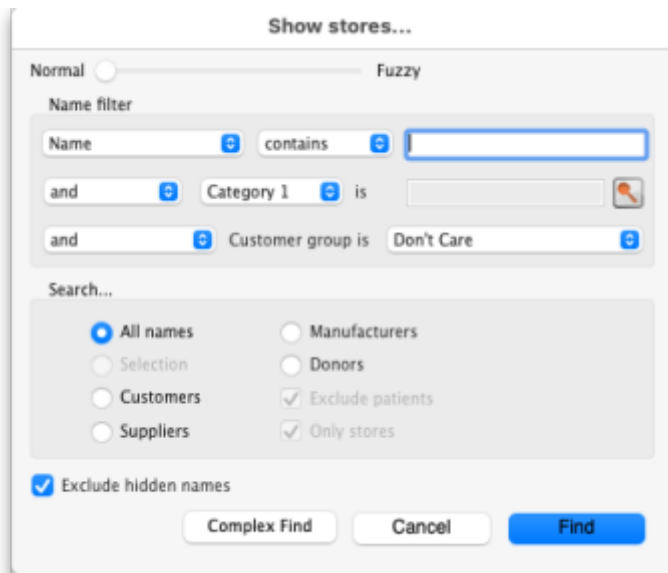 Show stores...
Normal Fuzzy
Name filter
Name contains
and Category 1 is
and Customer group is Don't Care
Search...
All names Manufacturers
Selection Donors
Customers Exclude patients
Suppliers Only stores
Exclude hidden names
Complex Find Cancel Find